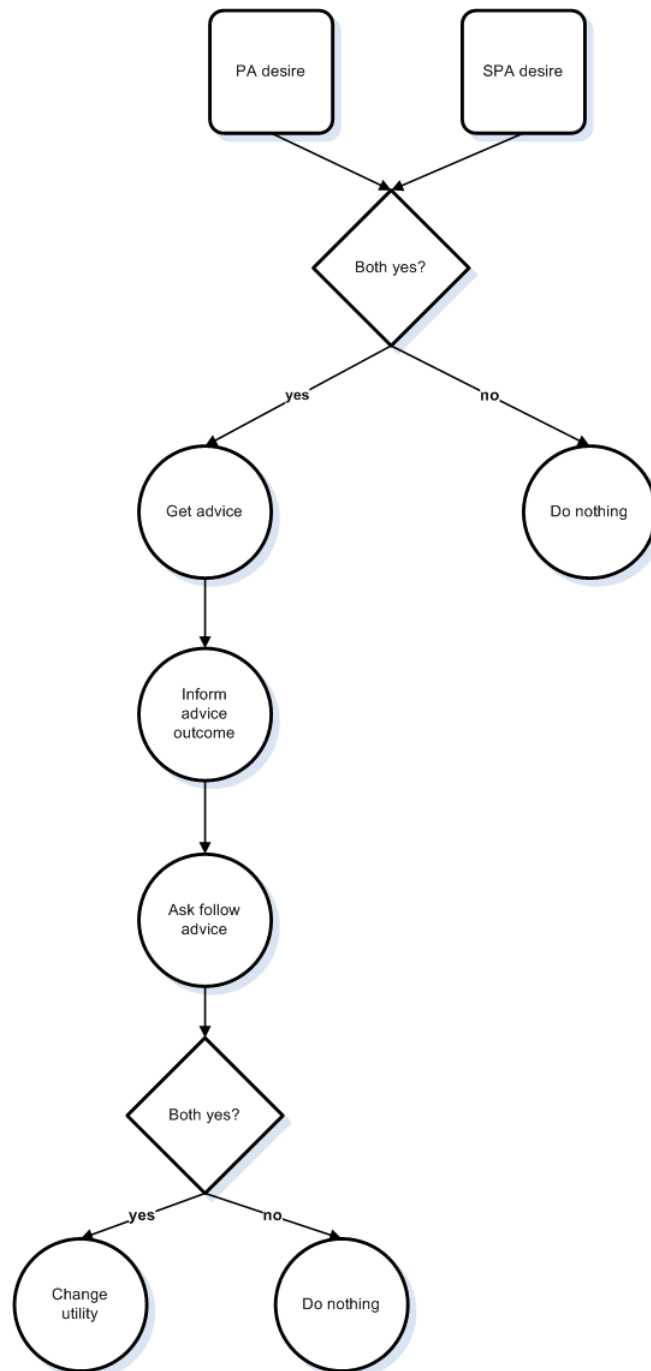 PA desire
SPA desire
Both yes?
yes
no
Get advice
Do nothing
Inform
advice
outcome
Ask follow
advice
Both yes?
yes
no
Change
utility
Do nothing